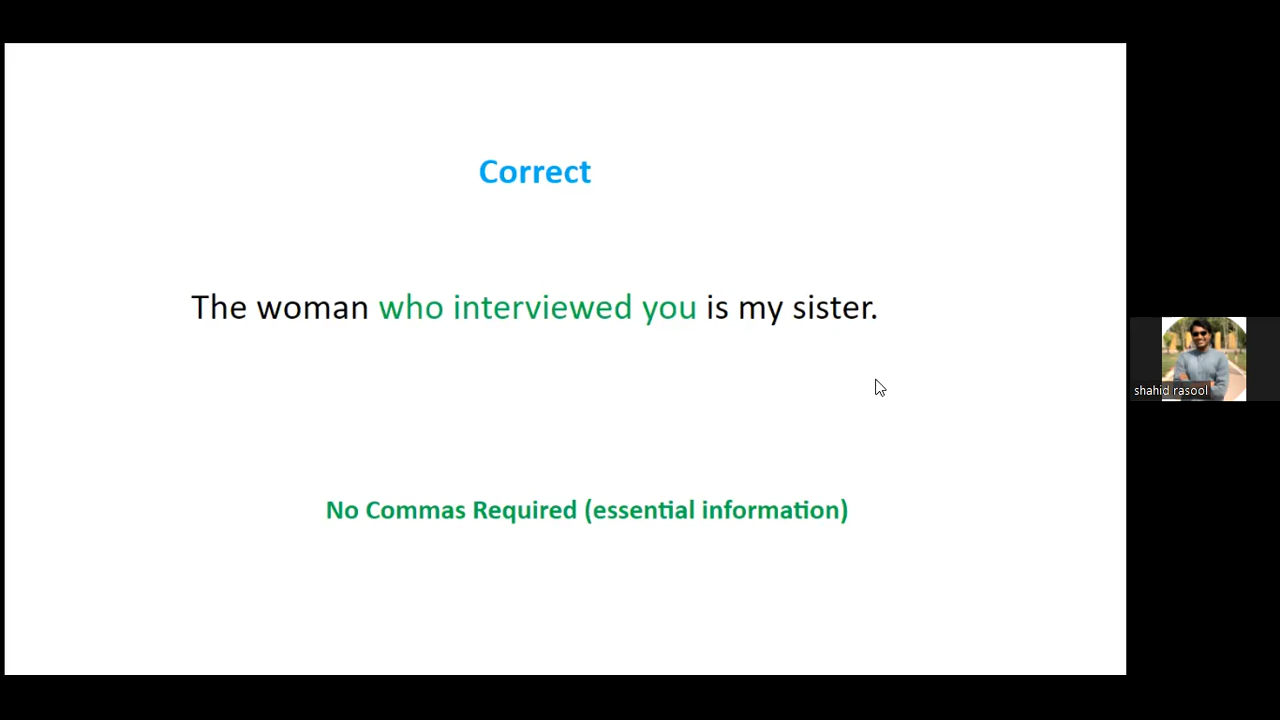 Correct
The woman who interviewed you is my sister.
shahid rasool
No Commas Required (essential information)